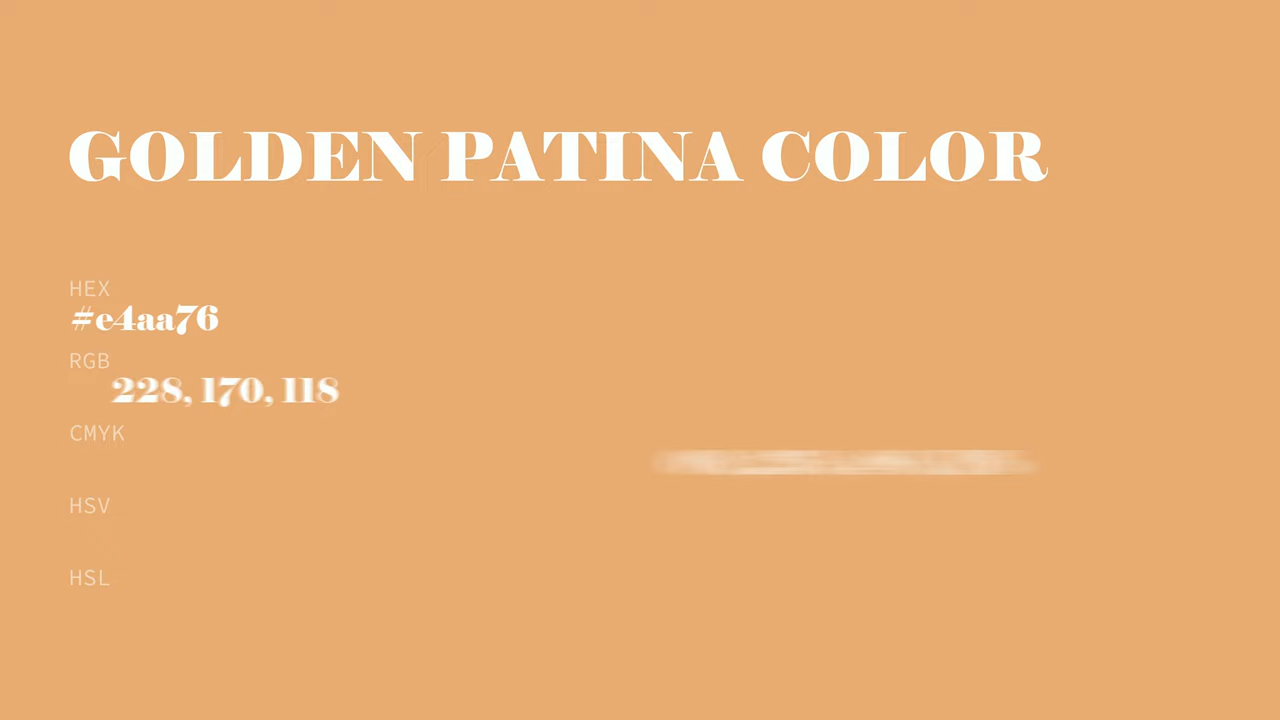 GOLDEN PATINA COLOR
HEX
#e4aa76
RGB
228, 170, 118
CMYK
HSV
HSL